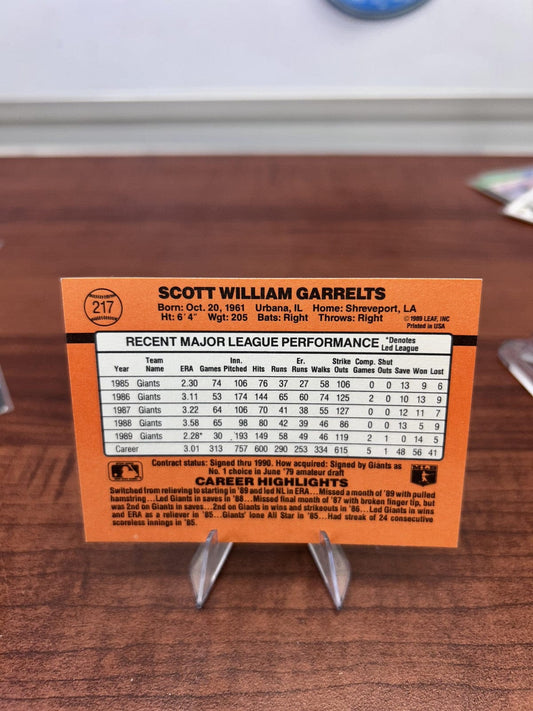 217
SCOTT WILLIAM GARRELTS
Born: Oct. 20, 1961 Urbana, IL Home: Shreveport, LA
Ht: 6'4" Wgt: 205 Bats: Right Throws: Right
©1989 LEAF, INC
Printed in USA
RECENT MAJOR LEAGUE PERFORMANCE *Denotes Led League
Year Team Name ERA Games Inn. Pitched Hits Runs Er. Runs Walks Strike Outs Comp. Games Shut Outs Save Won Lost
1985 Giants 2.30 74 106 76 37 27 58 106 0 0 13 9 6
1986 Giants 3.11 53 174 144 65 60 74 125 2 0 10 13 9
1987 Giants 3.22 64 106 70 41 38 55 127 0 0 12 11 7
1988 Giants 3.58 65 98 80 42 39 46 86 0 0 13 5 9
1989 Giants 2.28* 30 193 149 58 49 46 119 2 1 0 14 5
Career 3.01 313 757 600 290 253 334 615 5 1 48 56 41
Contract status: Signed thru 1990. How acquired: Signed by Giants as
No. 1 choice in June '79 amateur draft
CAREER HIGHLIGHTS
Switched from relieving to starting in '89 and led NL in ERA...Missed a month of '89 with pulled
hamstring...Led Giants in saves in '88...Missed final month of '87 with broken finger tip, but
was 2nd on Giants in saves...2nd on Giants in wins and strikeouts in '86...Led Giants in wins
and ERA as a reliever in '85...Giants' lone All Star in '85...Had streak of 24 consecutive
scoreless innings in '85.